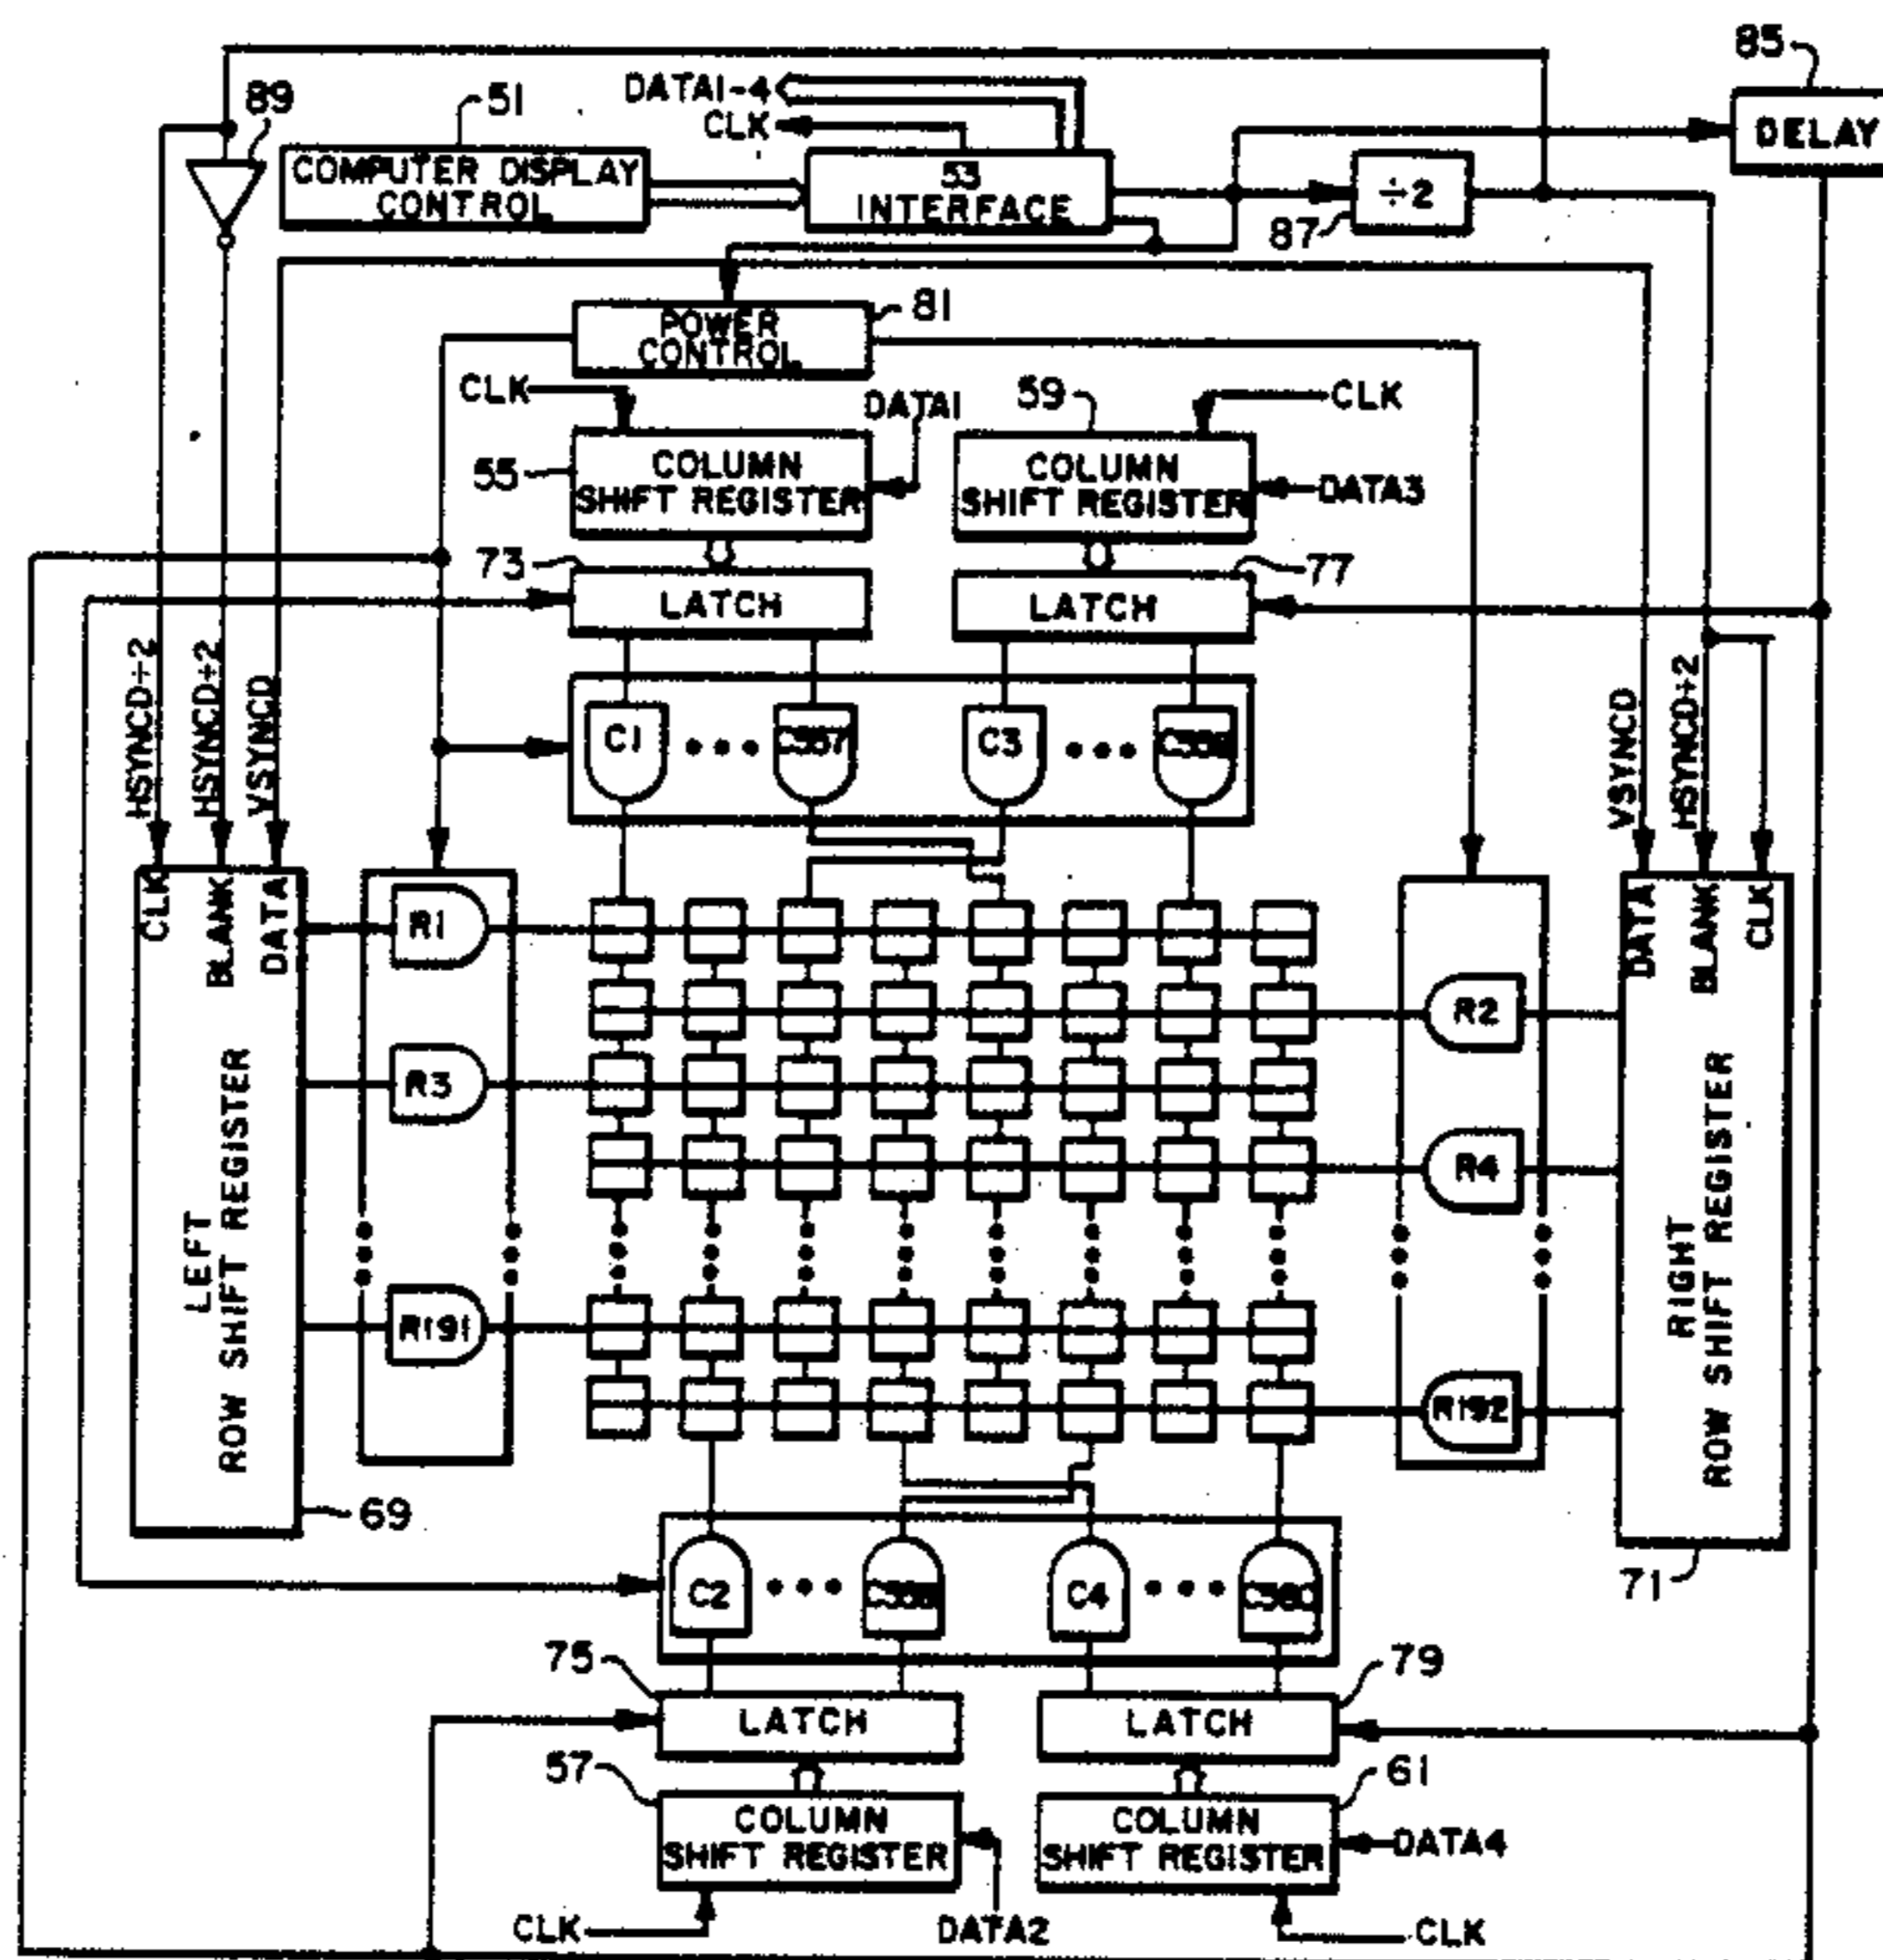 85
DATA1-4
89
51
CLK
DELAY
COMPUTER DISPLAY
CONTROL
53
INTERFACE
÷2
87
POWER
CONTROL
81
CLK
DATA1
59
CLK
55
COLUMN
SHIFT REGISTER
COLUMN
SHIFT REGISTER
DATA3
73
LATCH
77
LATCH
HSYNCD÷2
HSYNCD÷2
VSYNCD
VSYNCD
HSYNCD÷2
C1
C3
CLK
BLANK
DATA
DATA
BLANK
CLK
R1
R2
R3
R4
LEFT
ROW SHIFT REGISTER
RIGHT
ROW SHIFT REGISTER
R191
R192
69
71
C2
C4
75
LATCH
79
LATCH
57
COLUMN
SHIFT REGISTER
61
COLUMN
SHIFT REGISTER
DATA4
CLK
DATA2
CLK